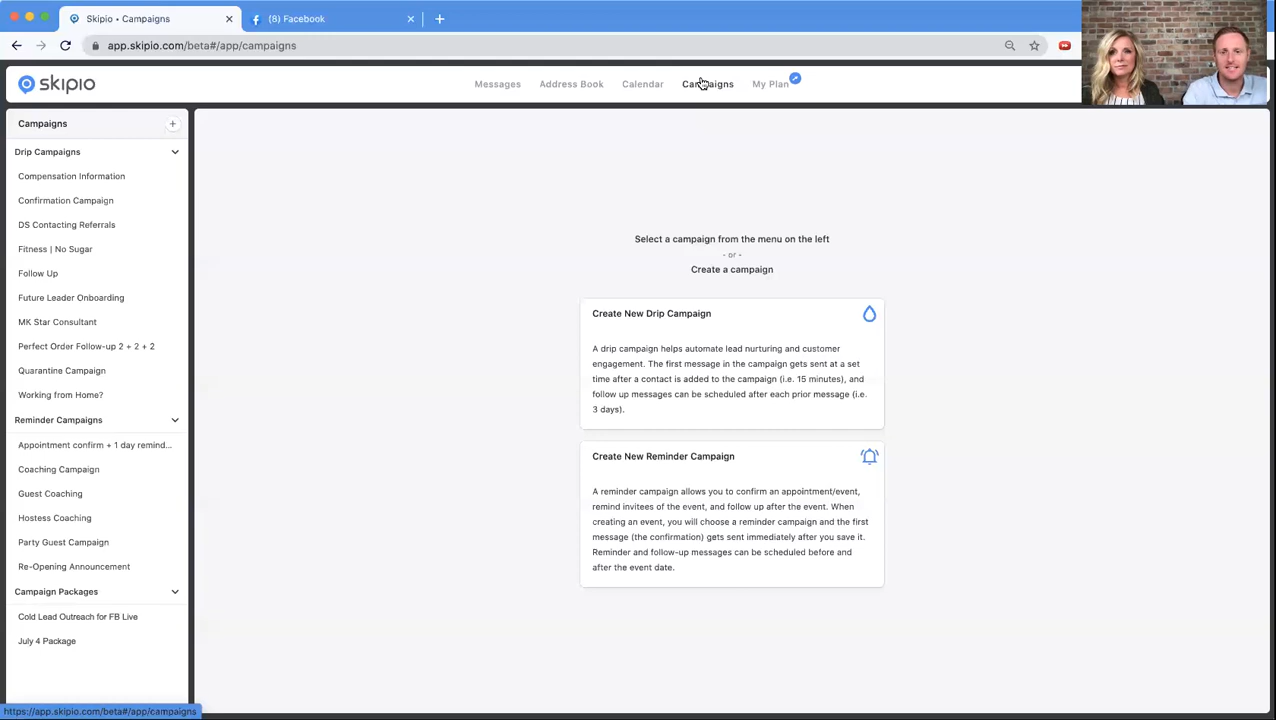 Skipio • Campaigns
(8) Facebook
app.skipio.com/beta#/app/campaigns
skipio
Messages
Address Book
Calendar
Campaigns
My Plan
Campaigns
Drip Campaigns
Compensation Information
Confirmation Campaign
DS Contacting Referrals
Fitness | No Sugar
Follow Up
Future Leader Onboarding
MK Star Consultant
Perfect Order Follow-up 2 + 2 + 2
Quarantine Campaign
Working from Home?
Reminder Campaigns
Appointment confirm + 1 day remind...
Coaching Campaign
Guest Coaching
Hostess Coaching
Party Guest Campaign
Re-Opening Announcement
Campaign Packages
Cold Lead Outreach for FB Live
July 4 Package
Select a campaign from the menu on the left
- or -
Create a campaign
Create New Drip Campaign
A drip campaign helps automate lead nurturing and customer
engagement. The first message in the campaign gets sent at a set
time after a contact is added to the campaign (i.e. 15 minutes), and
follow up messages can be scheduled after each prior message (i.e.
3 days).
Create New Reminder Campaign
A reminder campaign allows you to confirm an appointment/event,
remind invitees of the event, and follow up after the event. When
creating an event, you will choose a reminder campaign and the first
message (the confirmation) gets sent immediately after you save it.
Reminder and follow-up messages can be scheduled before and
after the event date.
https://app.skipio.com/beta#/app/campaigns